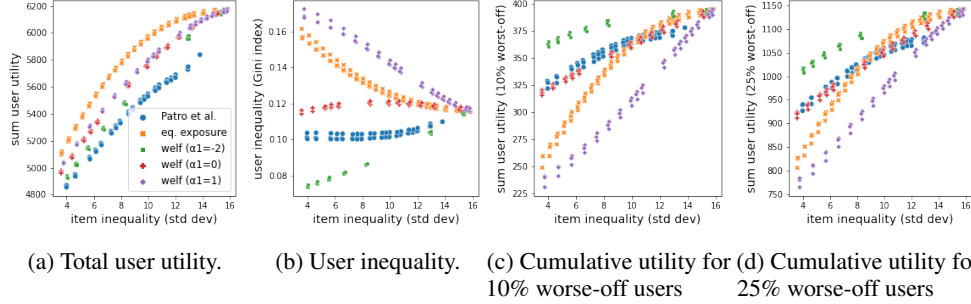 6200
6000
5800
5600
5400
5200
5000
4800
sum user utility
4 6 8 10 12 14 16
item inequality (std dev)
Patro et al.
eq. exposure
welf (α1=-2)
welf (α1=0)
welf (α1=1)
0.16
0.14
0.12
0.10
0.08
user inequality (Gini index)
4 6 8 10 12 14 16
item inequality (std dev)
400
375
350
325
300
275
250
225
sum user utility (10% worst-off)
4 6 8 10 12 14 16
item inequality (std dev)
1150
1100
1050
1000
950
900
850
800
750
sum user utility (25% worst-off)
4 6 8 10 12 14 16
item inequality (std dev)
(a) Total user utility.
(b) User inequality.
(c) Cumulative utility for
10% worse-off users
(d) Cumulative utility fo
25% worse-off users